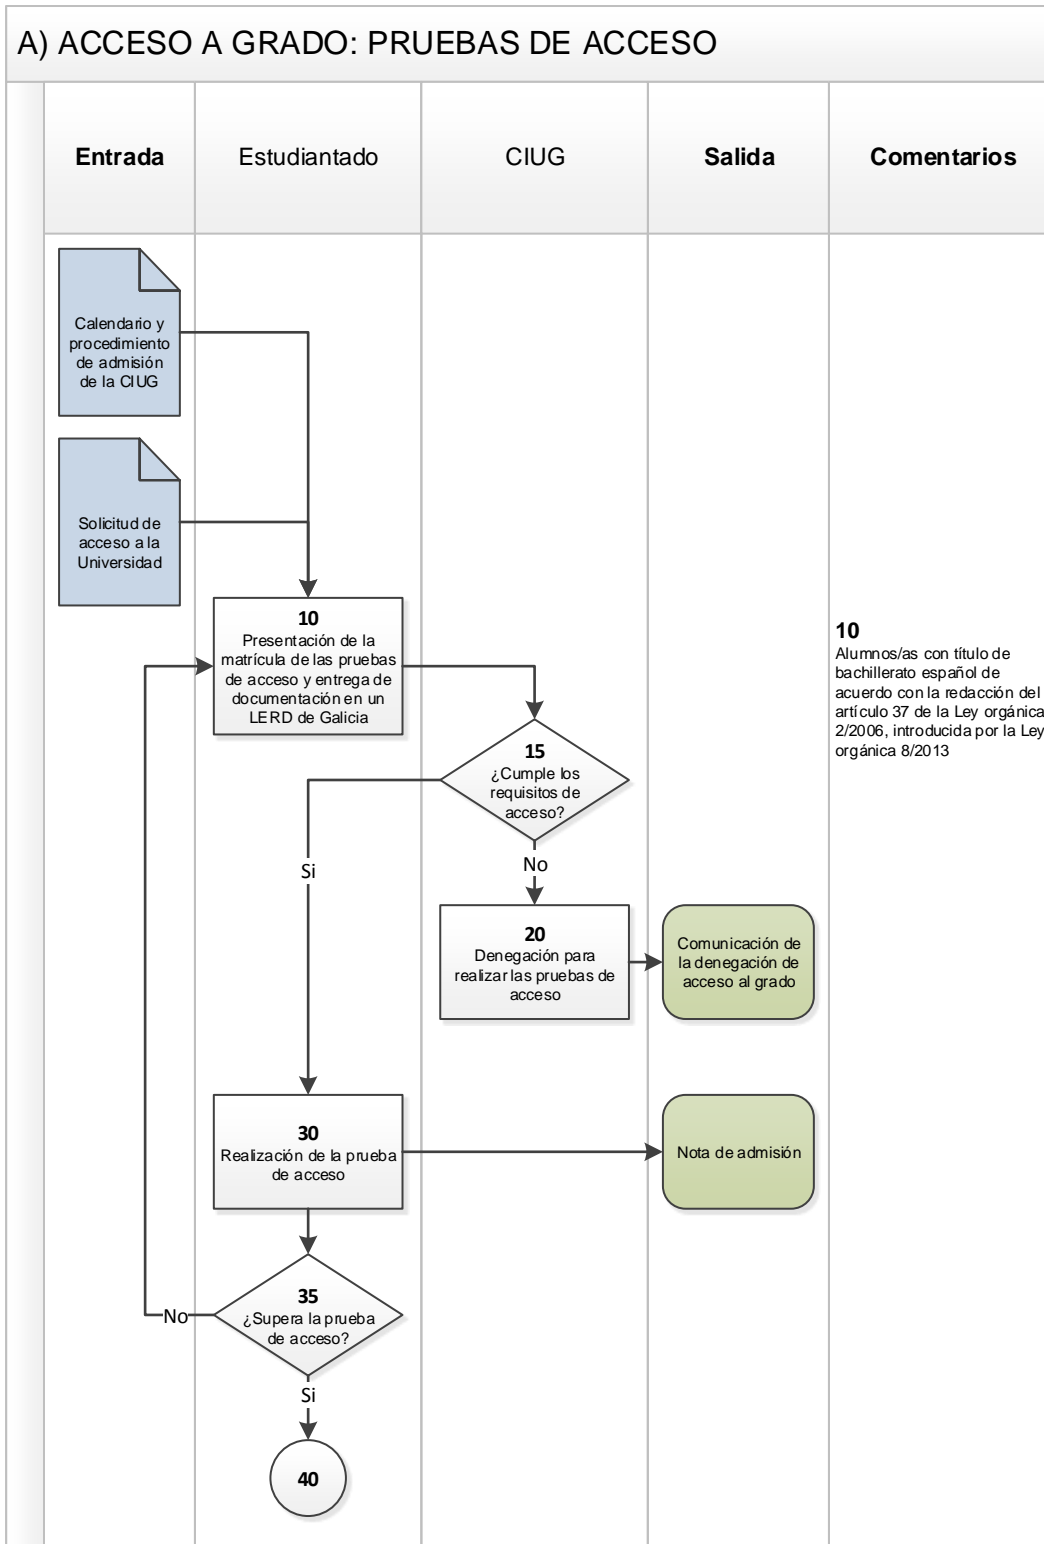 A) ACCESO A GRADO: PRUEBAS DE ACCESO
Entrada
Estudiantado
CIUG
Salida
Comentarios
Calendario y
procedimiento
de admisión
de la CIUG
Solicitud de
acceso a la
Universidad
10
Presentación de la
matrícula de las pruebas
de acceso y entrega de
documentación en un
LERD de Galicia
10
Alumnos/as con título de
bachillerato español de
acuerdo con la redacción del
artículo 37 de la Ley orgánica
2/2006, introducida por la Ley
orgánica 8/2013
15
¿Cumple los
requisitos de
acceso?
Si
No
20
Denegación para
realizar las pruebas de
acceso
Comunicación de
la denegación de
acceso al grado
30
Realización de la prueba
de acceso
Nota de admisión
35
¿Supera la prueba
de acceso?
No
Si
40